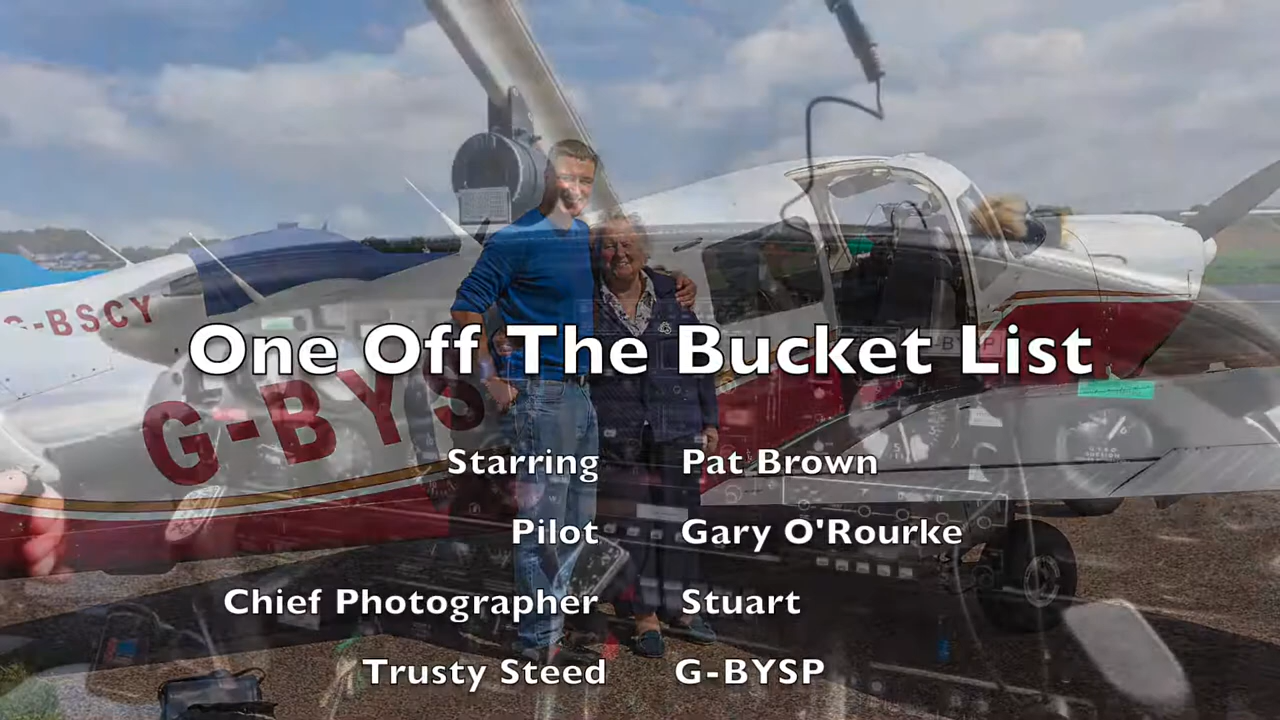 G-BSCY
One Off The Bucket List
G-BYS
Starring Pat Brown
Pilot Gary O'Rourke
Chief Photographer Stuart
Trusty Steed G-BYSP